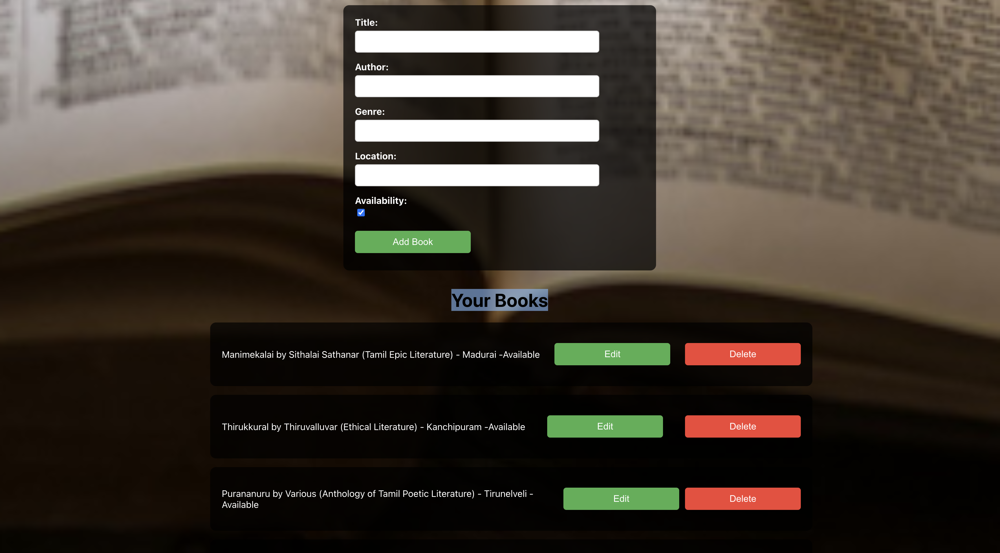 Title:
Author:
Genre:
Location:
Availability:
Add Book
Your Books
Manimekalai by Sithalai Sathanar (Tamil Epic Literature) - Madurai -Available
Edit
Delete
Thirukkural by Thiruvalluvar (Ethical Literature) - Kanchipuram -Available
Edit
Delete
Purananuru by Various (Anthology of Tamil Poetic Literature) - Tirunelveli -
Available
Edit
Delete